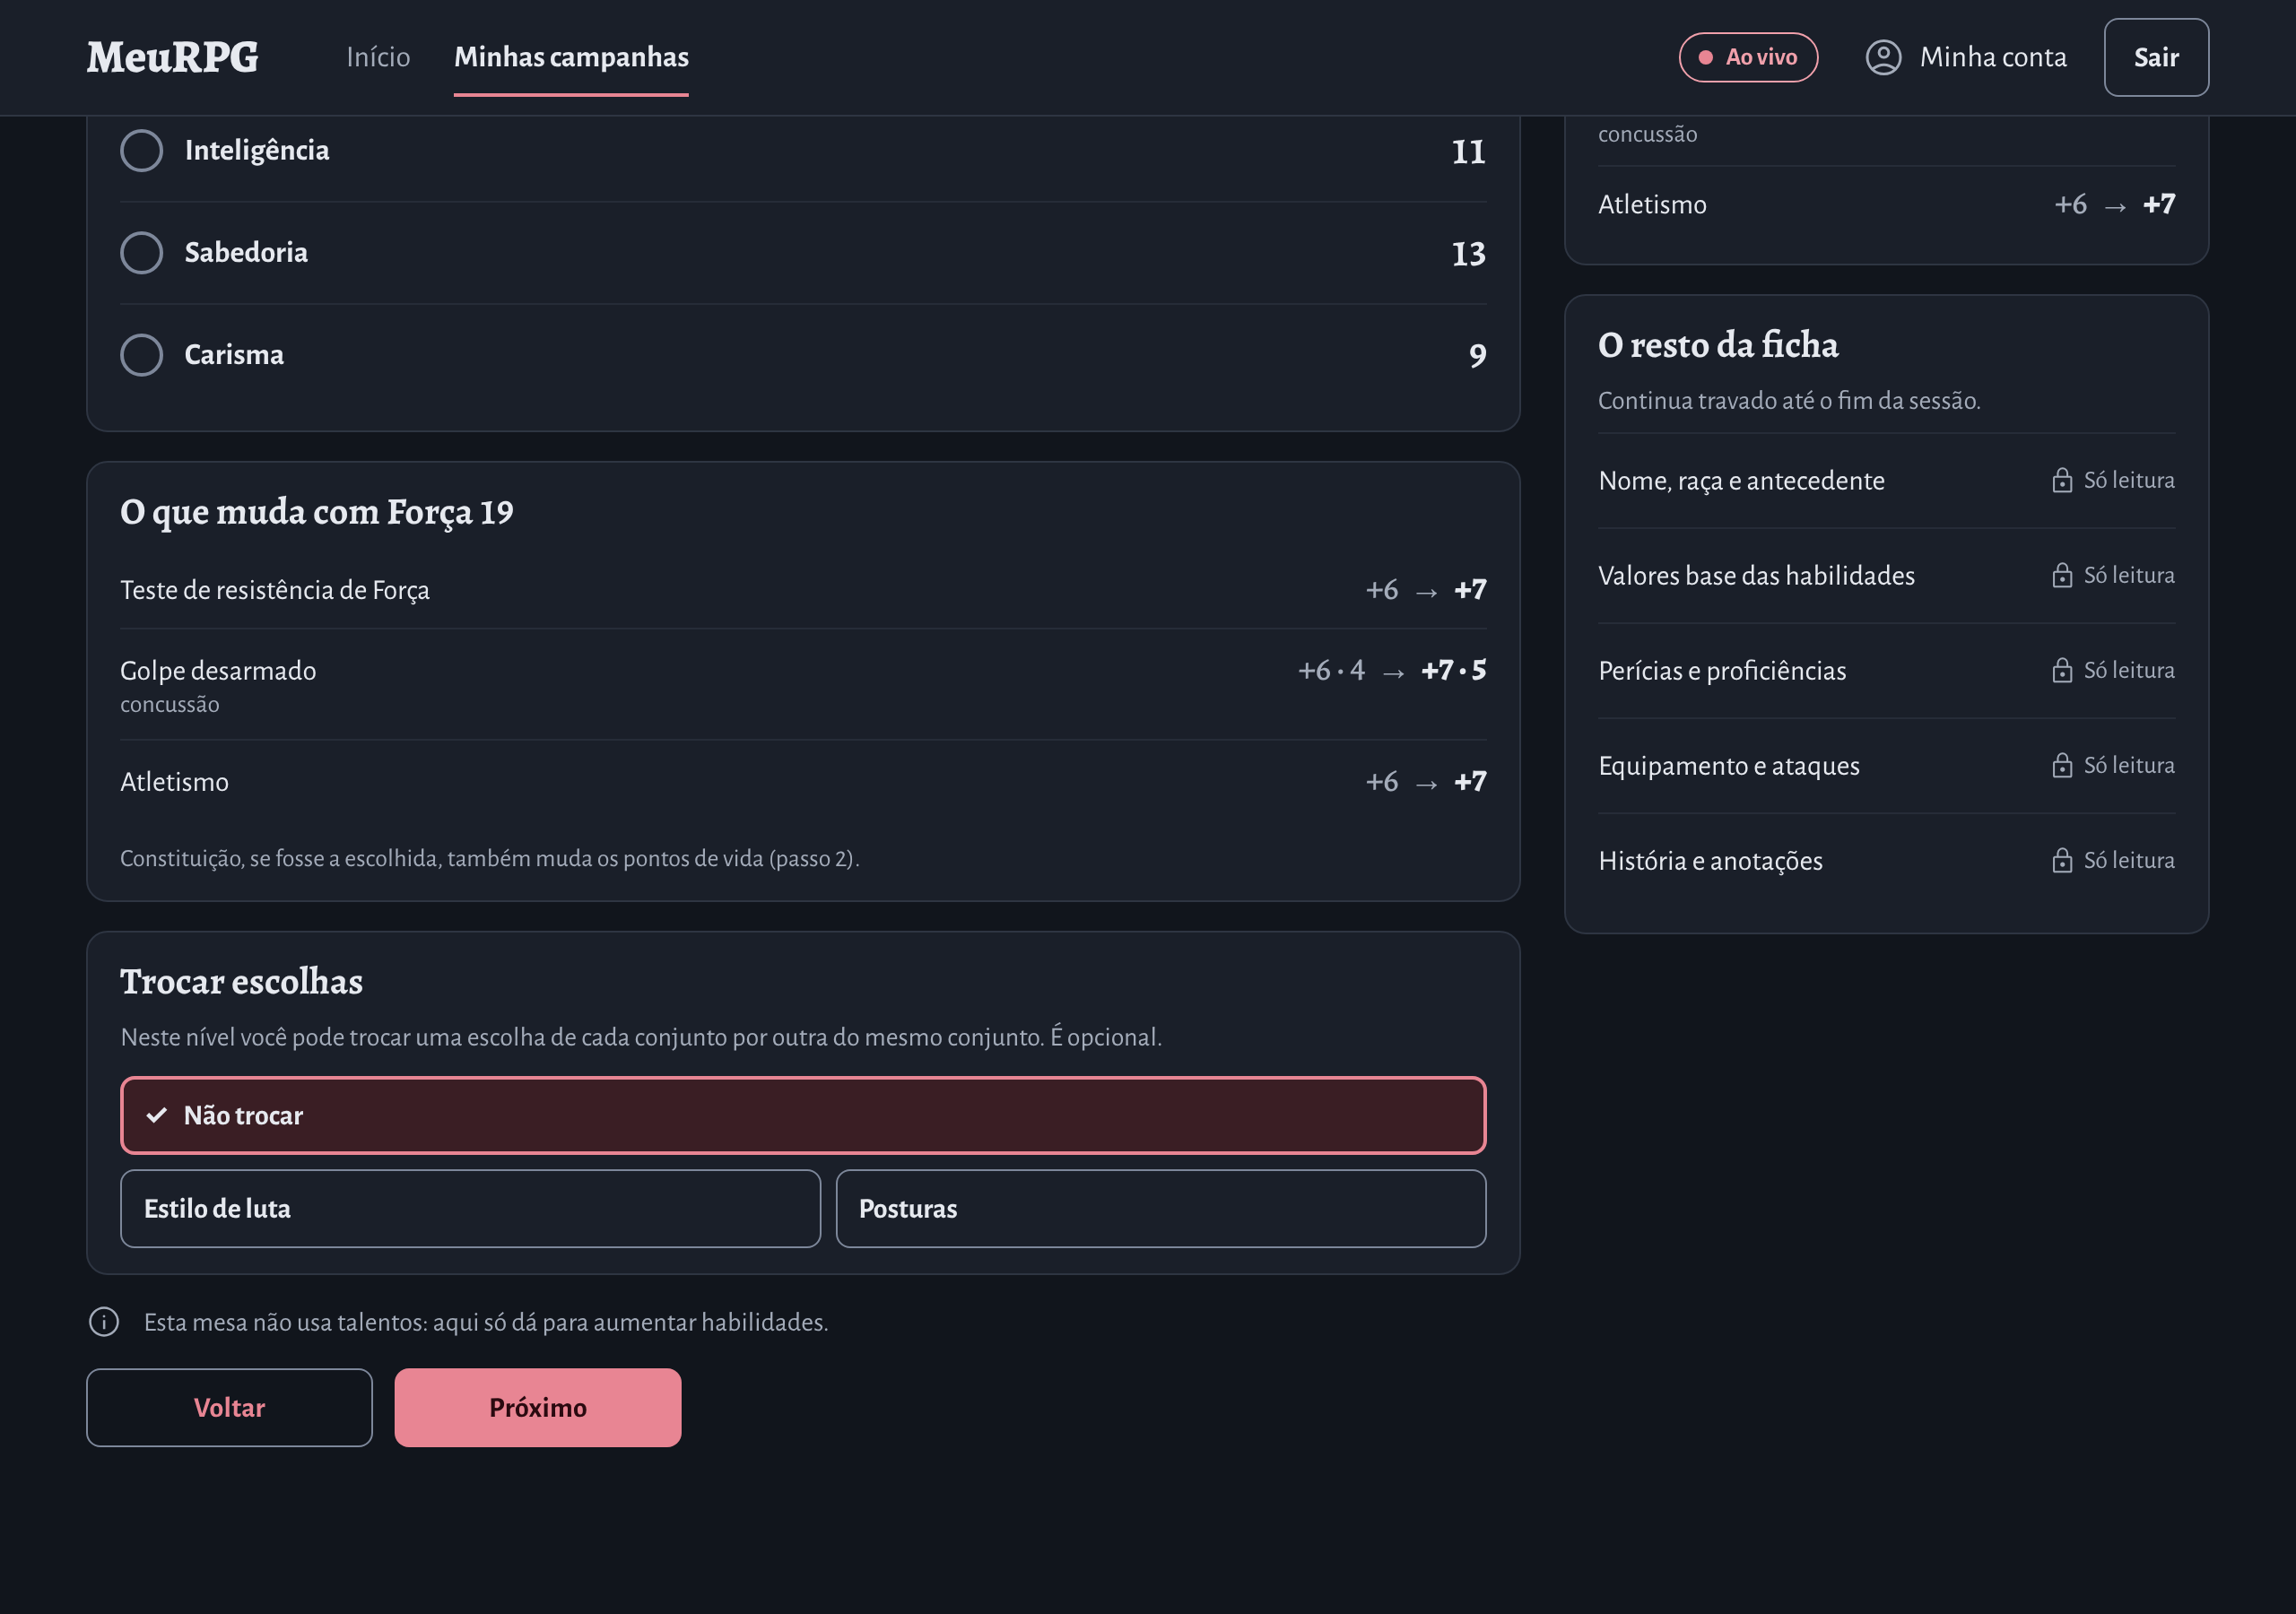 MeuRPG
Início
Minhas campanhas
Ao vivo
Minha conta
Sair
Inteligência 11
Sabedoria 13
Carisma 9
O que muda com Força 19
Teste de resistência de Força +6 → +7
Golpe desarmado +6 · 4 → +7 · 5
concussão
Atletismo +6 → +7
Constituição, se fosse a escolhida, também muda os pontos de vida (passo 2).
Trocar escolhas
Neste nível você pode trocar uma escolha de cada conjunto por outra do mesmo conjunto. É opcional.
Não trocar
Estilo de luta
Posturas
Esta mesa não usa talentos: aqui só dá para aumentar habilidades.
Voltar
Próximo
concussão
Atletismo +6 → +7
O resto da ficha
Continua travado até o fim da sessão.
Nome, raça e antecedente Só leitura
Valores base das habilidades Só leitura
Perícias e proficiências Só leitura
Equipamento e ataques Só leitura
História e anotações Só leitura